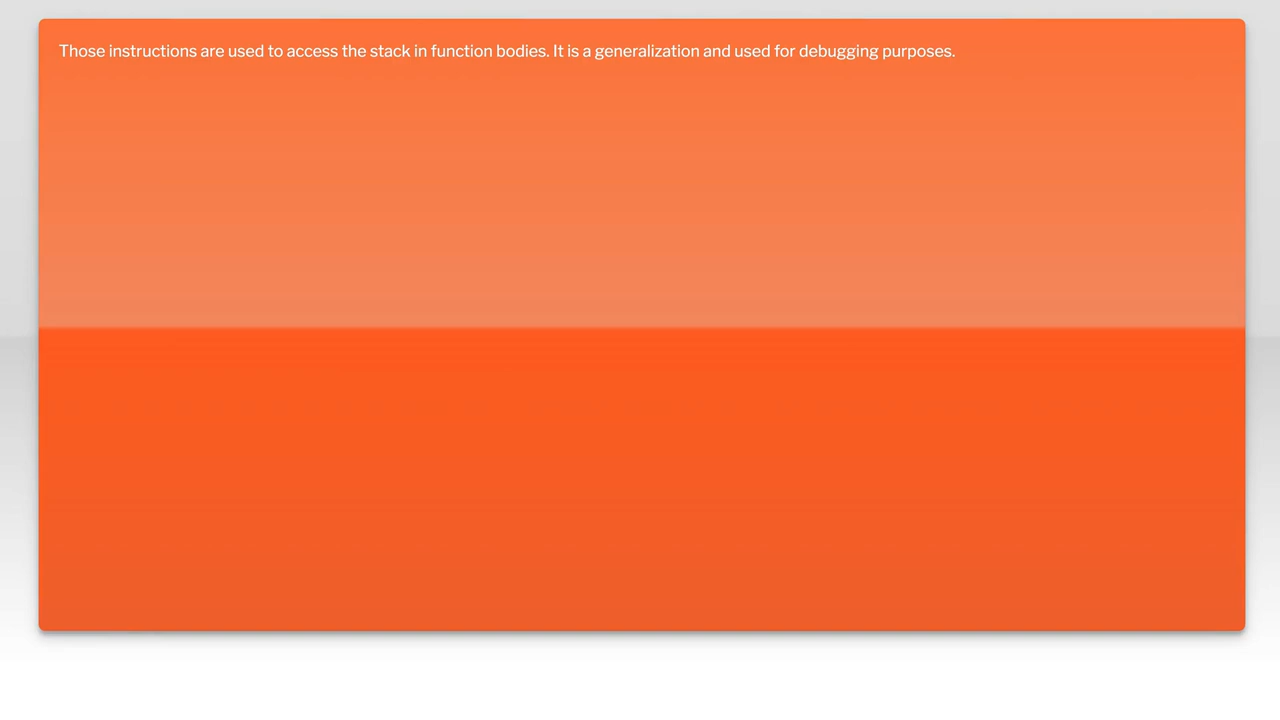 Those instructions are used to access the stack in function bodies. It is a generalization and used for debugging purposes.